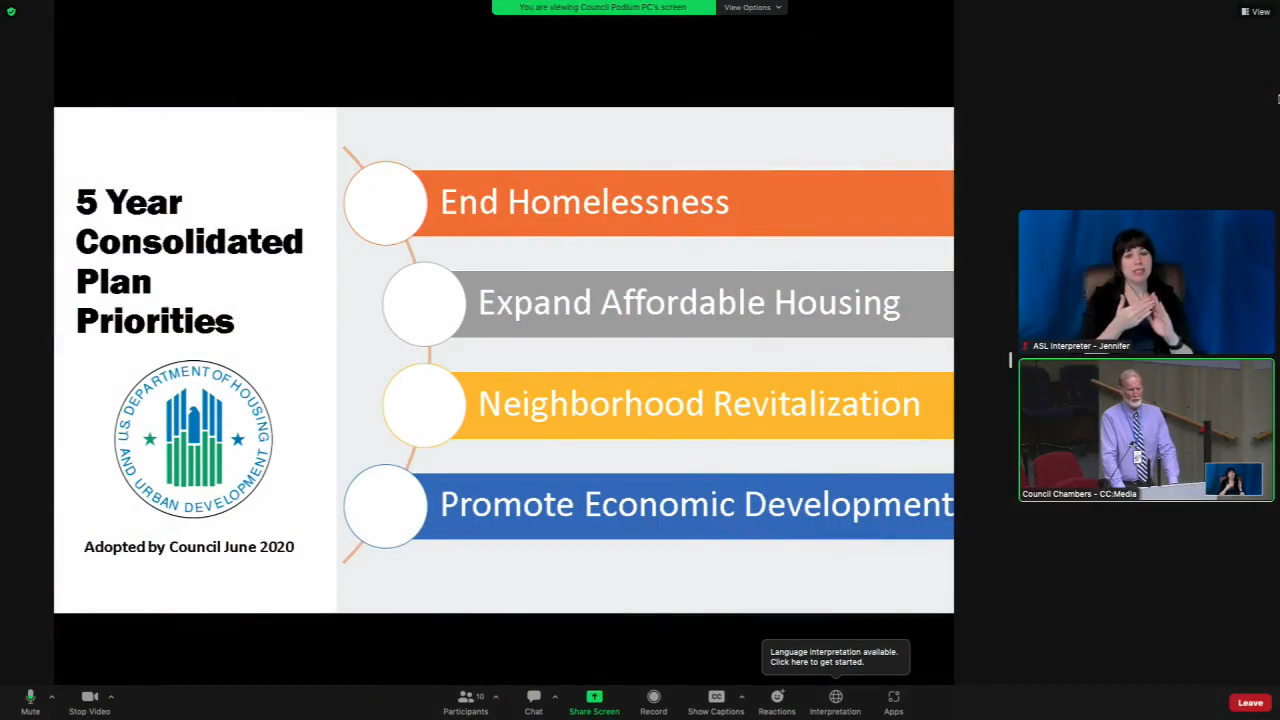 You are viewing Council Podium PC's screen
View Options
View
5 Year
Consolidated
Plan
Priorities
U.S. DEPARTMENT OF HOUSING
AND URBAN DEVELOPMENT
Adopted by Council June 2020
End Homelessness
Expand Affordable Housing
Neighborhood Revitalization
Promote Economic Development
ASL Interpreter - Jennifer
Council Chambers - CC:Media
Language interpretation available.
Click here to get started.
Mute
Stop Video
10
Participants
Chat
Share Screen
Record
CC
Show Captions
Reactions
Interpretation
Apps
Leave